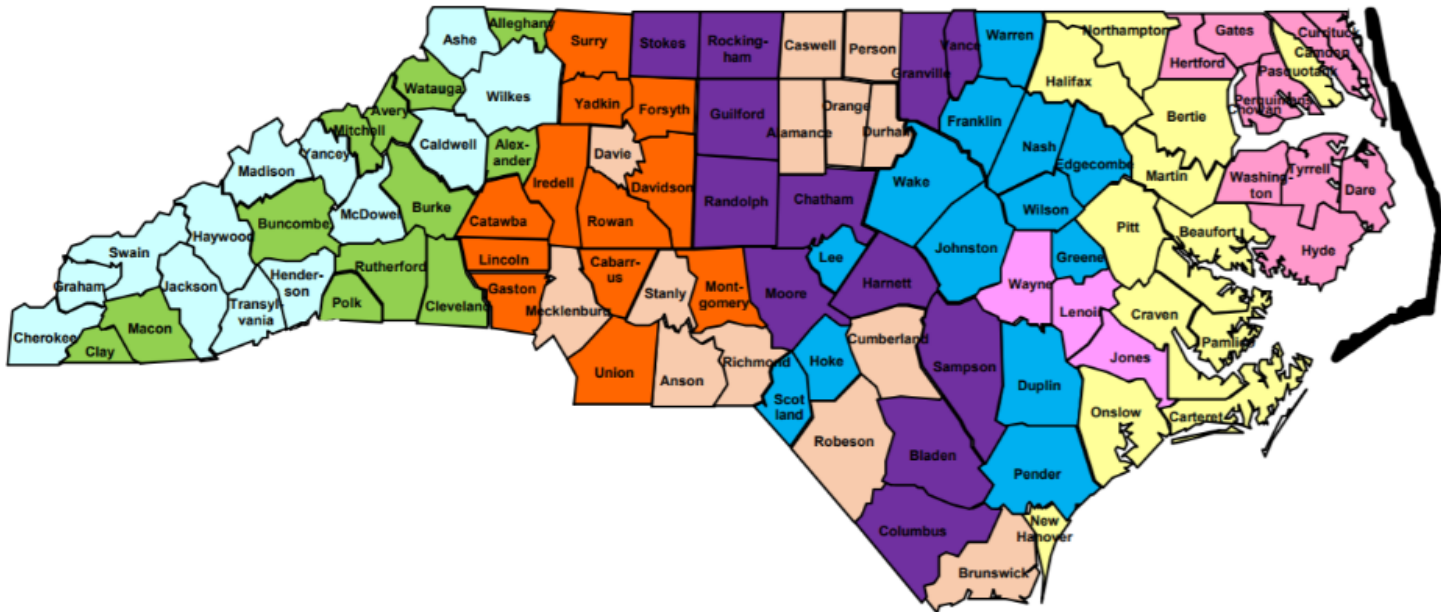 Alleghany
Ashe
Surry
Stokes
Rocking-
ham
Caswell
Person
Vance
Granville
Warren
Northampton
Gates
Currituck
Camden
Hertford
Pasquotank
Halifax
Watauga
Wilkes
Yadkin
Forsyth
Guilford
Orange
Alamance
Durham
Franklin
Bertie
Perquimans
Chowan
Avery
Mitchell
Caldwell
Alex-
ander
Davie
Nash
Edgecombe
Madison
Yancey
Iredell
Davidson
Randolph
Chatham
Wake
Martin
Washing-
ton
Tyrrell
Dare
McDowel
Burke
Catawba
Rowan
Wilson
Buncombe
Haywood
Pitt
Beaufort
Hyde
Swain
Rutherford
Lincoln
Cabarr-
us
Lee
Johnston
Greene
Graham
Jackson
Hender-
son
Transyl-
vania
Polk
Cleveland
Gaston
Mecklenburg
Stanly
Mont-
gomery
Moore
Harnett
Wayne
Lenoi
Craven
Pamlico
Cherokee
Macon
Clay
Union
Anson
Richmond
Hoke
Cumberland
Sampson
Jones
Scot
land
Duplin
Onslow
Carteret
Robeson
Bladen
Pender
Columbus
New
Hanover
Brunswick